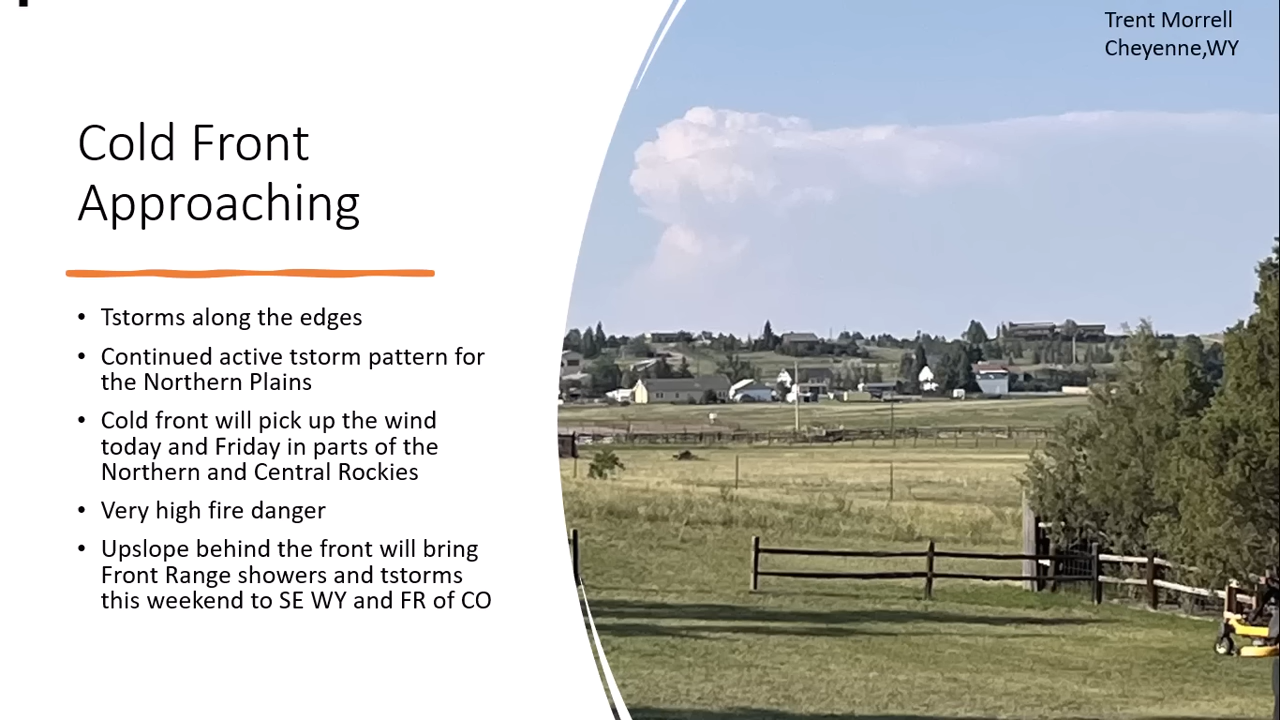 Trent Morrell
Cheyenne,WY
Cold Front
Approaching
• Tstorms along the edges
• Continued active tstorm pattern for
the Northern Plains
• Cold front will pick up the wind
today and Friday in parts of the
Northern and Central Rockies
• Very high fire danger
• Upslope behind the front will bring
Front Range showers and tstorms
this weekend to SE WY and FR of CO